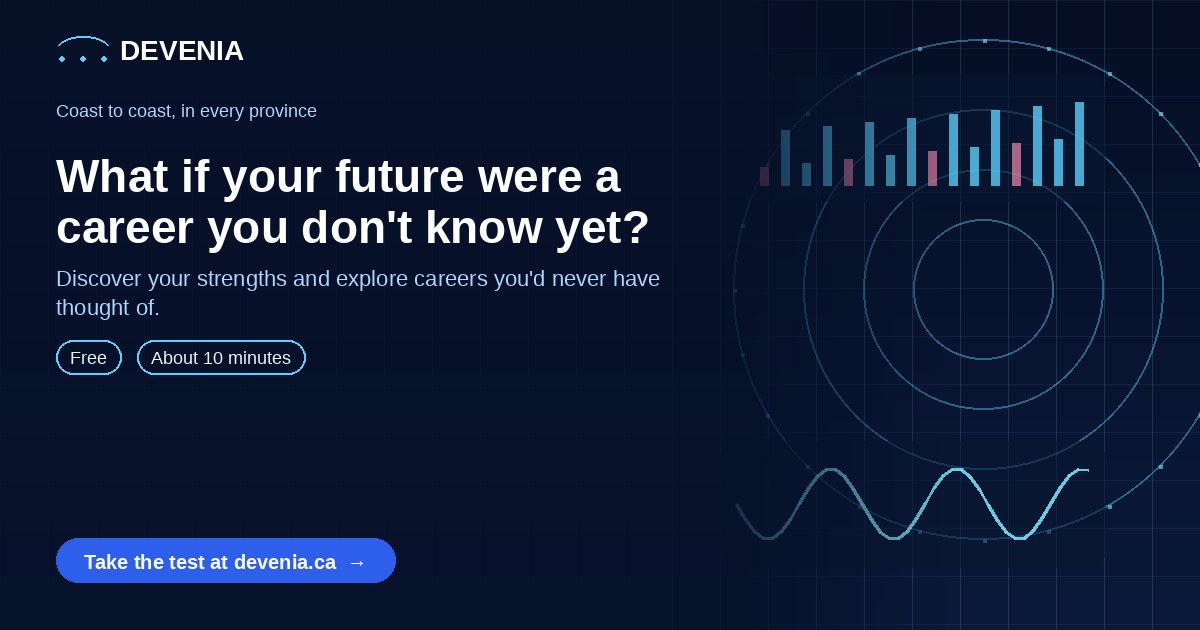 DEVENIA
Coast to coast, in every province
What if your future were a
career you don't know yet?
Discover your strengths and explore careers you'd never have
thought of.
Free
About 10 minutes
Take the test at devenia.ca →